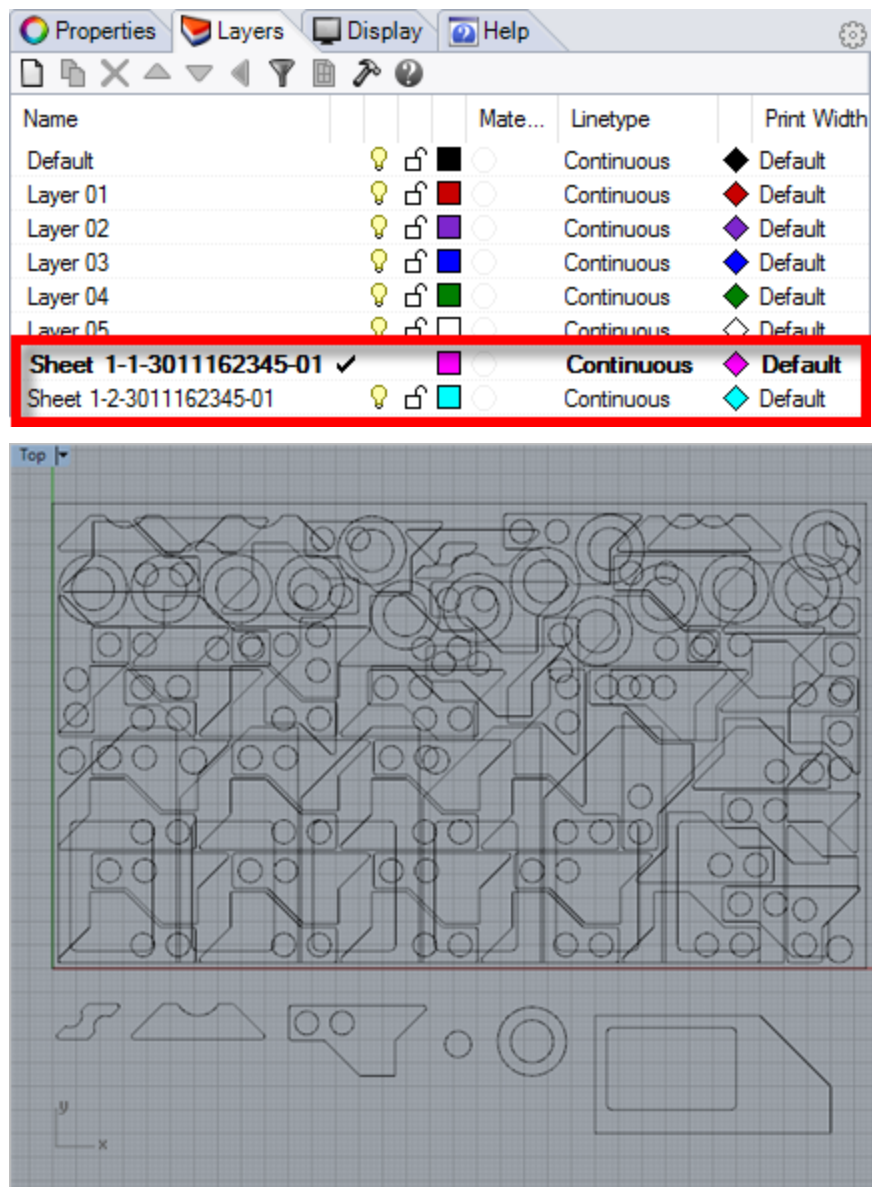 Properties Layers Display Help
Name Mate... Linetype Print Width
Default Continuous Default
Layer 01 Continuous Default
Layer 02 Continuous Default
Layer 03 Continuous Default
Layer 04 Continuous Default
Layer 05 Continuous Default
Sheet 1-1-3011162345-01 Continuous Default
Sheet 1-2-3011162345-01 Continuous Default
Top
y
x